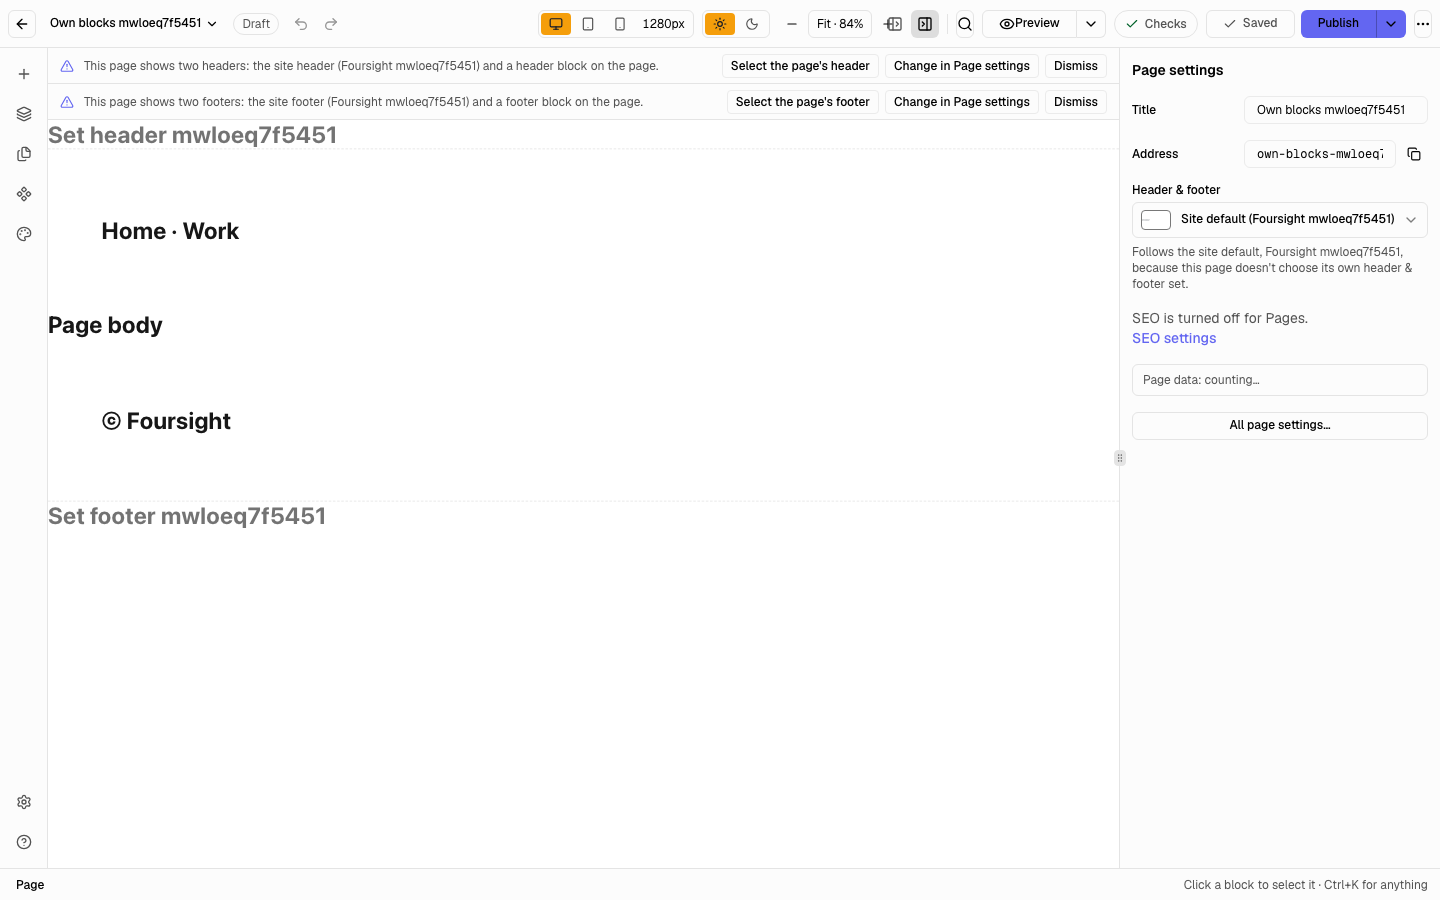 Own blocks mwloeq7f5451
Draft
1280px
Fit · 84%
Preview
Checks
Saved
Publish
This page shows two headers: the site header (Foursight mwloeq7f5451) and a header block on the page.
Select the page's header
Change in Page settings
Dismiss
This page shows two footers: the site footer (Foursight mwloeq7f5451) and a footer block on the page.
Select the page's footer
Change in Page settings
Dismiss
Set header mwloeq7f5451
Home · Work
Page body
© Foursight
Set footer mwloeq7f5451
Page settings
Title
Own blocks mwloeq7f5451
Address
own-blocks-mwloeq7
Header & footer
Site default (Foursight mwloeq7f5451)
Follows the site default, Foursight mwloeq7f5451,
because this page doesn't choose its own header &
footer set.
SEO is turned off for Pages.
SEO settings
Page data: counting…
All page settings…
Page
Click a block to select it · Ctrl+K for anything